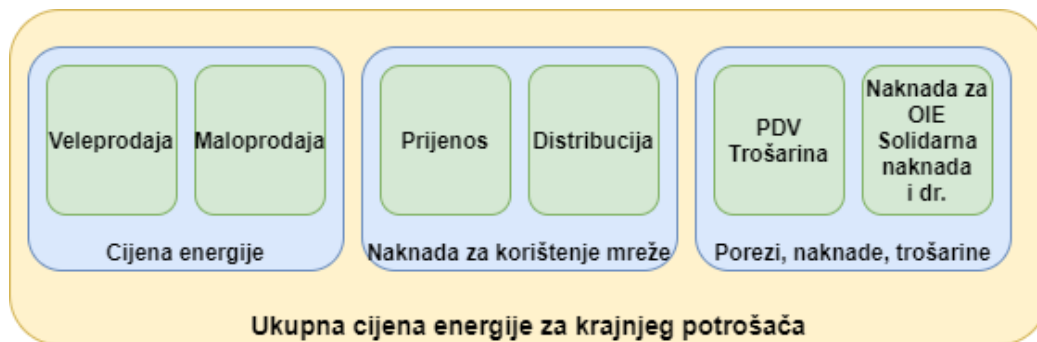 Veleprodaja
Maloprodaja
Cijena energije
Prijenos
Distribucija
Naknada za korištenje mreže
PDV
Trošarina
Naknada za
OIE
Solidarna
naknada
i dr.
Porezi, naknade, trošarine
Ukupna cijena energije za krajnjeg potrošača